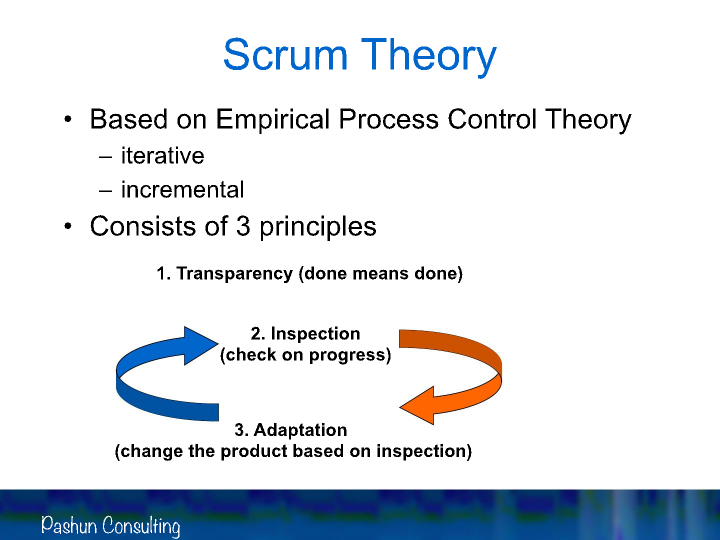 Scrum Theory
• Based on Empirical Process Control Theory
– iterative
– incremental
• Consists of 3 principles
1. Transparency (done means done)
2. Inspection
(check on progress)
3. Adaptation
(change the product based on inspection)
Pashun Consulting